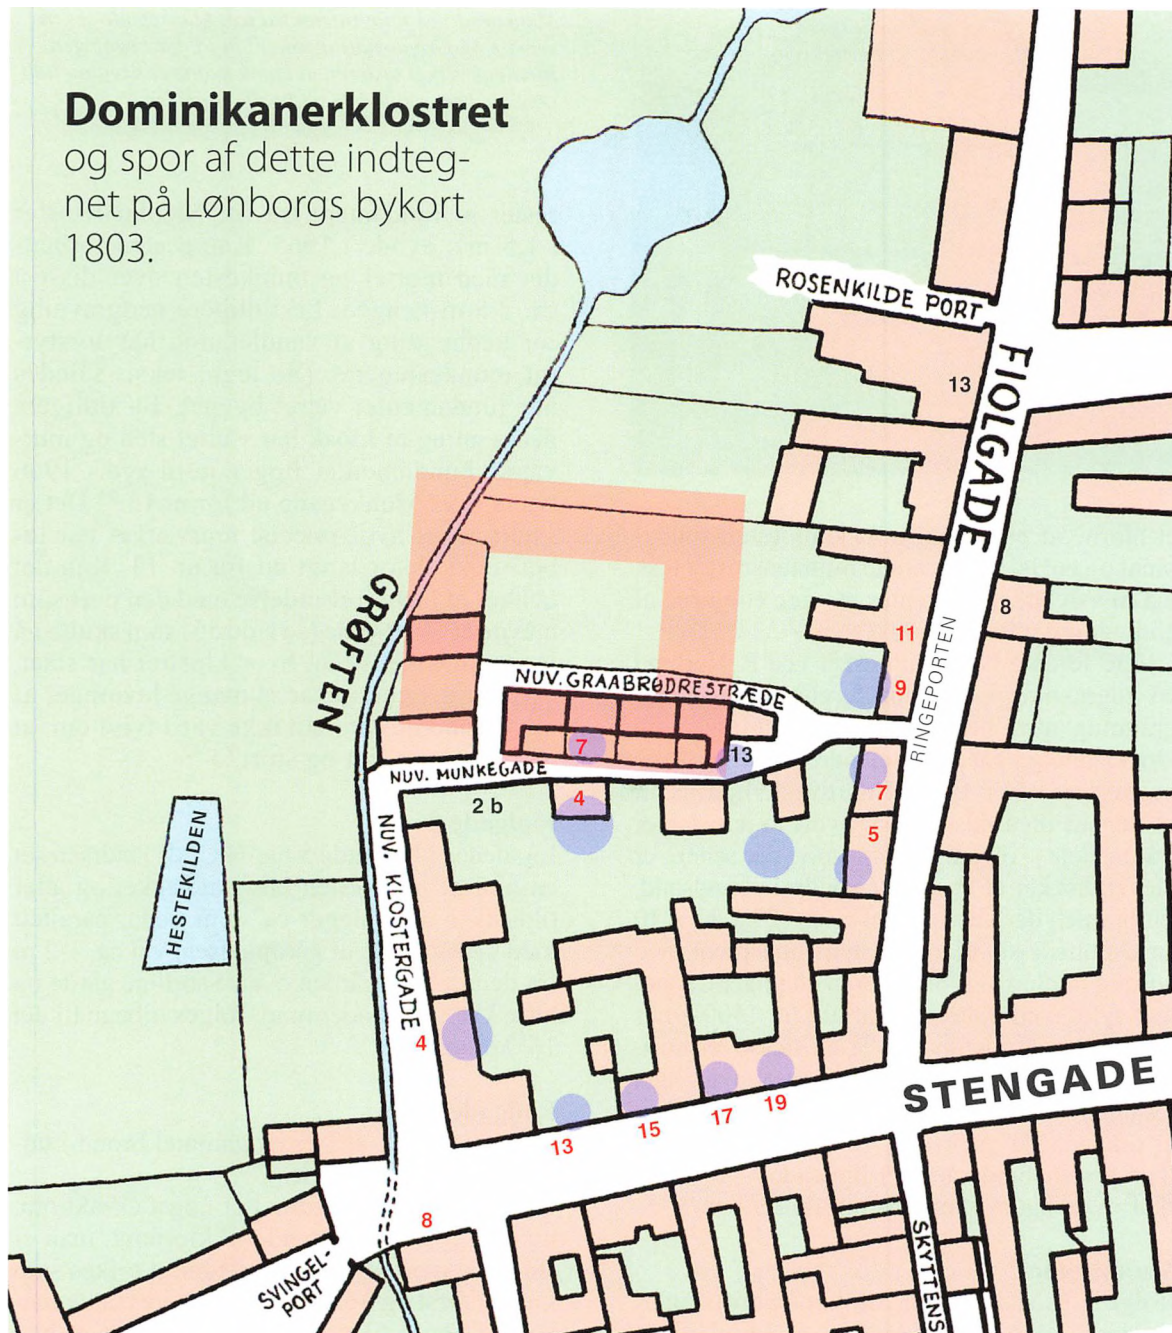 Dominikanerklostret
og spor af dette indteg-
net på Lønborgs bykort
1803.
ROSENKILDE PORT
13
FIOLGADE
GRØFTEN
8
11
RINGEPORTEN
9
NUV. GRAABRØDRESTRÆDE
7
13
NUV. MUNKEGADE
2 b
4
7
5
HESTEKILDEN
NUV. KLOSTERGADE
4
STENGADE
19
17
15
13
8
SVINGEL-
PORT
SKYTTENS